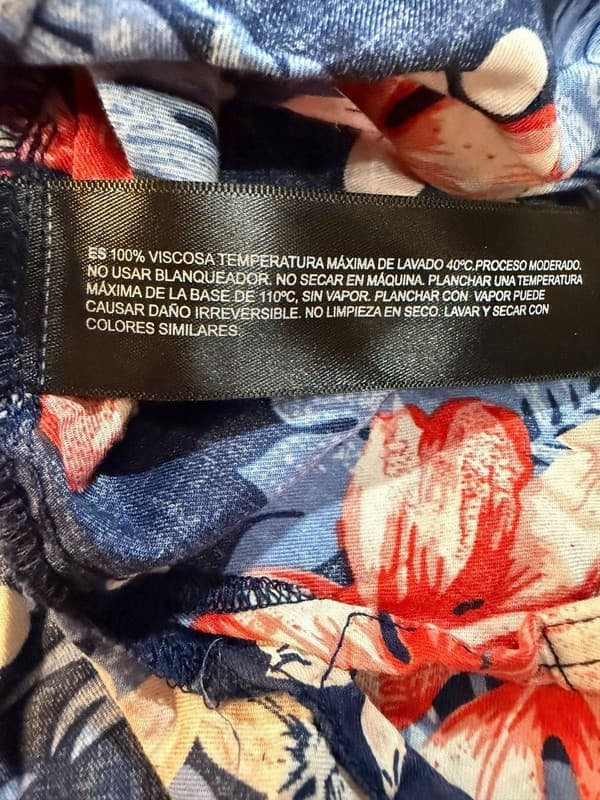 ES 100% VISCOSA TEMPERATURA MÁXIMA DE LAVADO 40ºC,PROCESO MODERADO.
NO USAR BLANQUEADOR. NO SECAR EN MÁQUINA. PLANCHAR UNA TEMPERATURA
MÁXIMA DE LA BASE DE 110ºC, SIN VAPOR. PLANCHAR CON VAPOR PUEDE
CAUSAR DAÑO IRREVERSIBLE. NO LIMPIEZA EN SECO. LAVAR Y SECAR CON
COLORES SIMILARES.